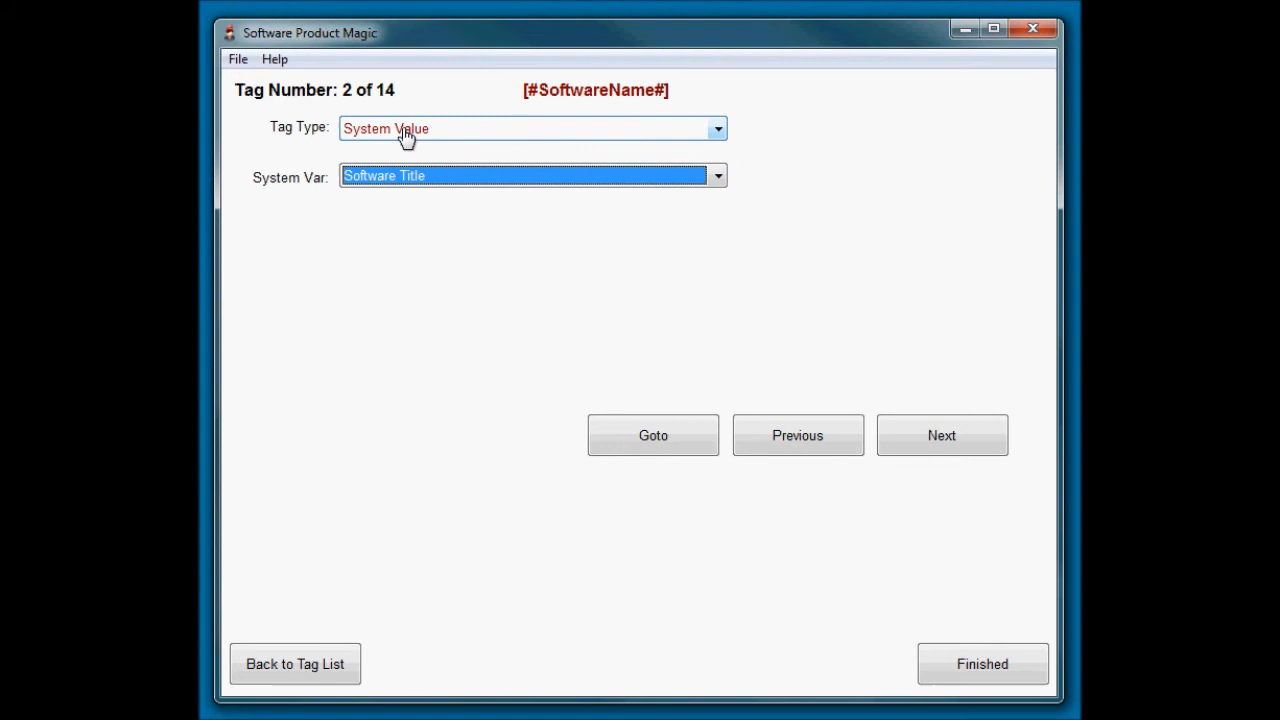 Software Product Magic
File Help
Tag Number: 2 of 14 [#SoftwareName#]
Tag Type: System Value
System Var: Software Title
Goto Previous Next
Back to Tag List Finished